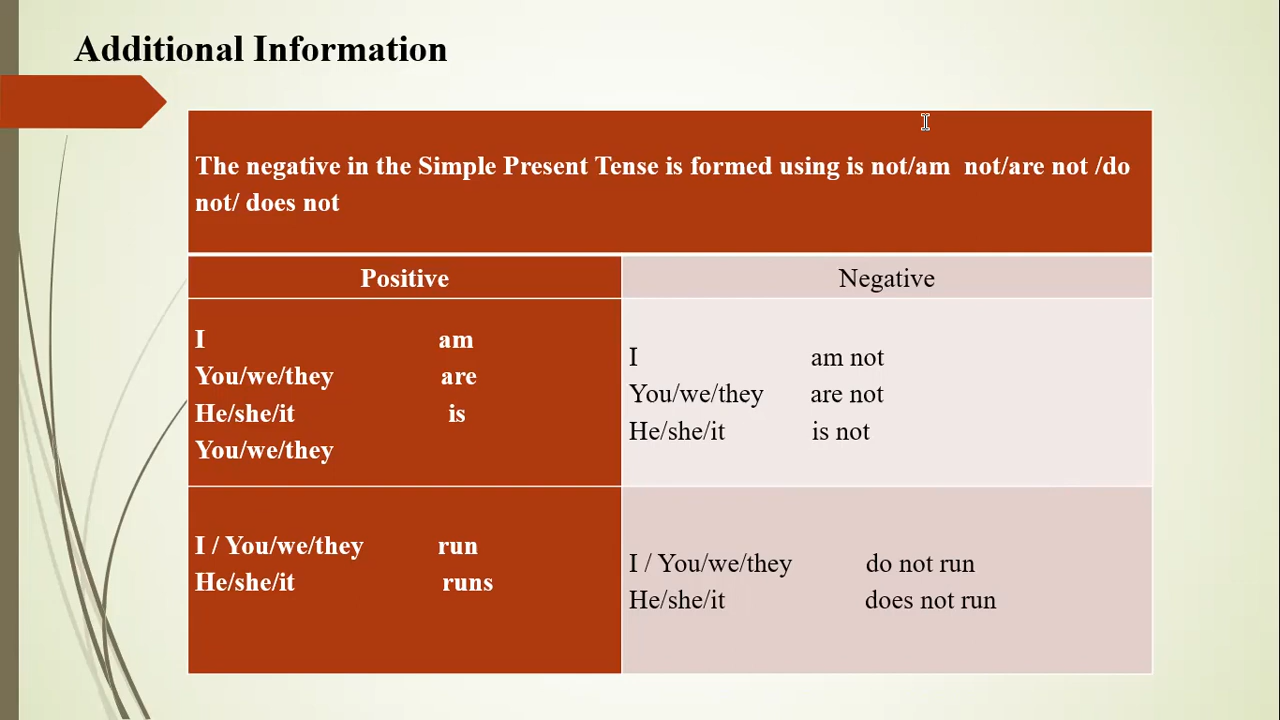 Additional Information
The negative in the Simple Present Tense is formed using is not/am  not/are not /do
not/ does not
Positive
Negative
I am
You/we/they are
He/she/it is
You/we/they
I am not
You/we/they are not
He/she/it is not
I / You/we/they run
He/she/it runs
I / You/we/they do not run
He/she/it does not run